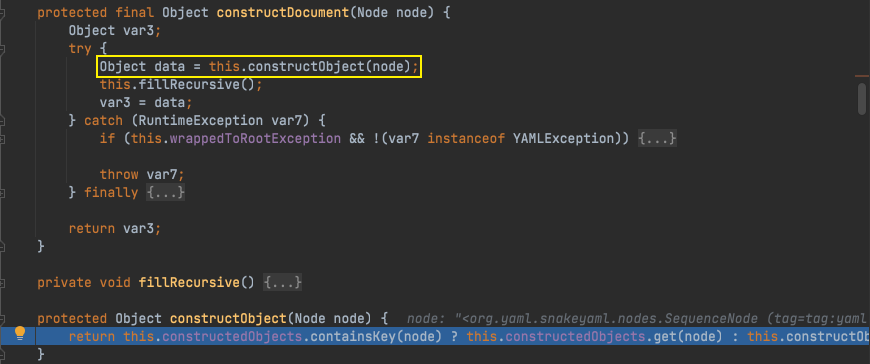 protected final Object constructDocument(Node node) {
Object var3;
try {
Object data = this.constructObject(node);
this.fillRecursive();
var3 = data;
} catch (RuntimeException var7) {
if (this.wrappedToRootException && !(var7 instanceof YAMLException)) {...}
throw var7;
} finally {...}
return var3;
}
private void fillRecursive() {...}
protected Object constructObject(Node node) { node: "<org.yaml.snakeyaml.nodes.SequenceNode (tag=tag:yaml
return this.constructedObjects.containsKey(node) ? this.constructedObjects.get(node) : this.constructOb
}